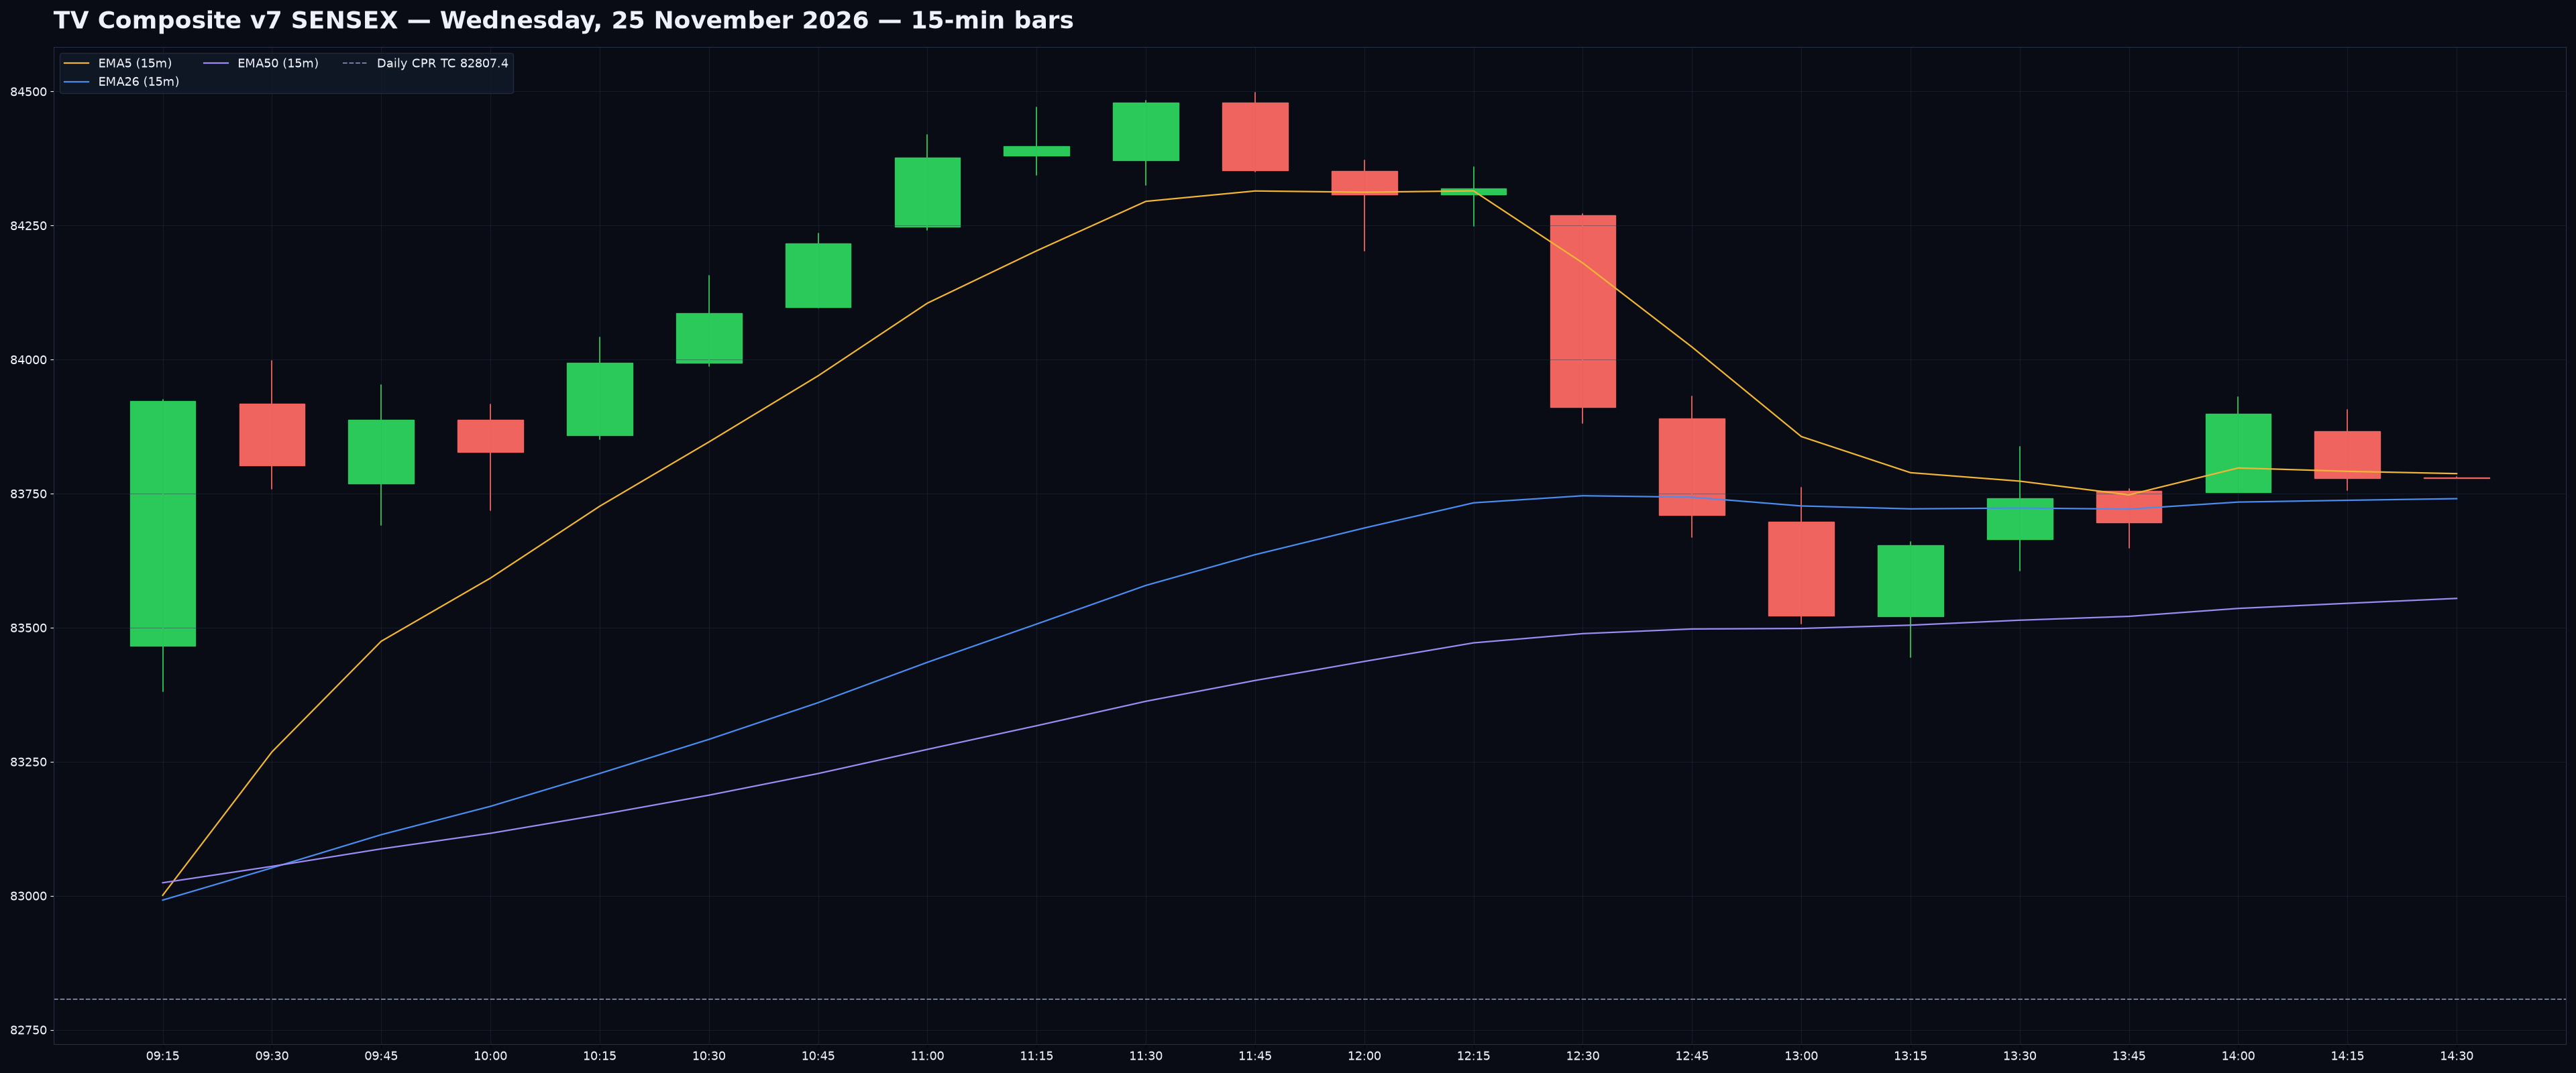 TV Composite v7 SENSEX — Wednesday, 25 November 2026 — 15-min bars
EMA5 (15m) EMA50 (15m) Daily CPR TC 82807.4
EMA26 (15m)
84500
84250
84000
83750
83500
83250
83000
82750
09:15 09:30 09:45 10:00 10:15 10:30 10:45 11:00 11:15 11:30 11:45 12:00 12:15 12:30 12:45 13:00 13:15 13:30 13:45 14:00 14:15 14:30